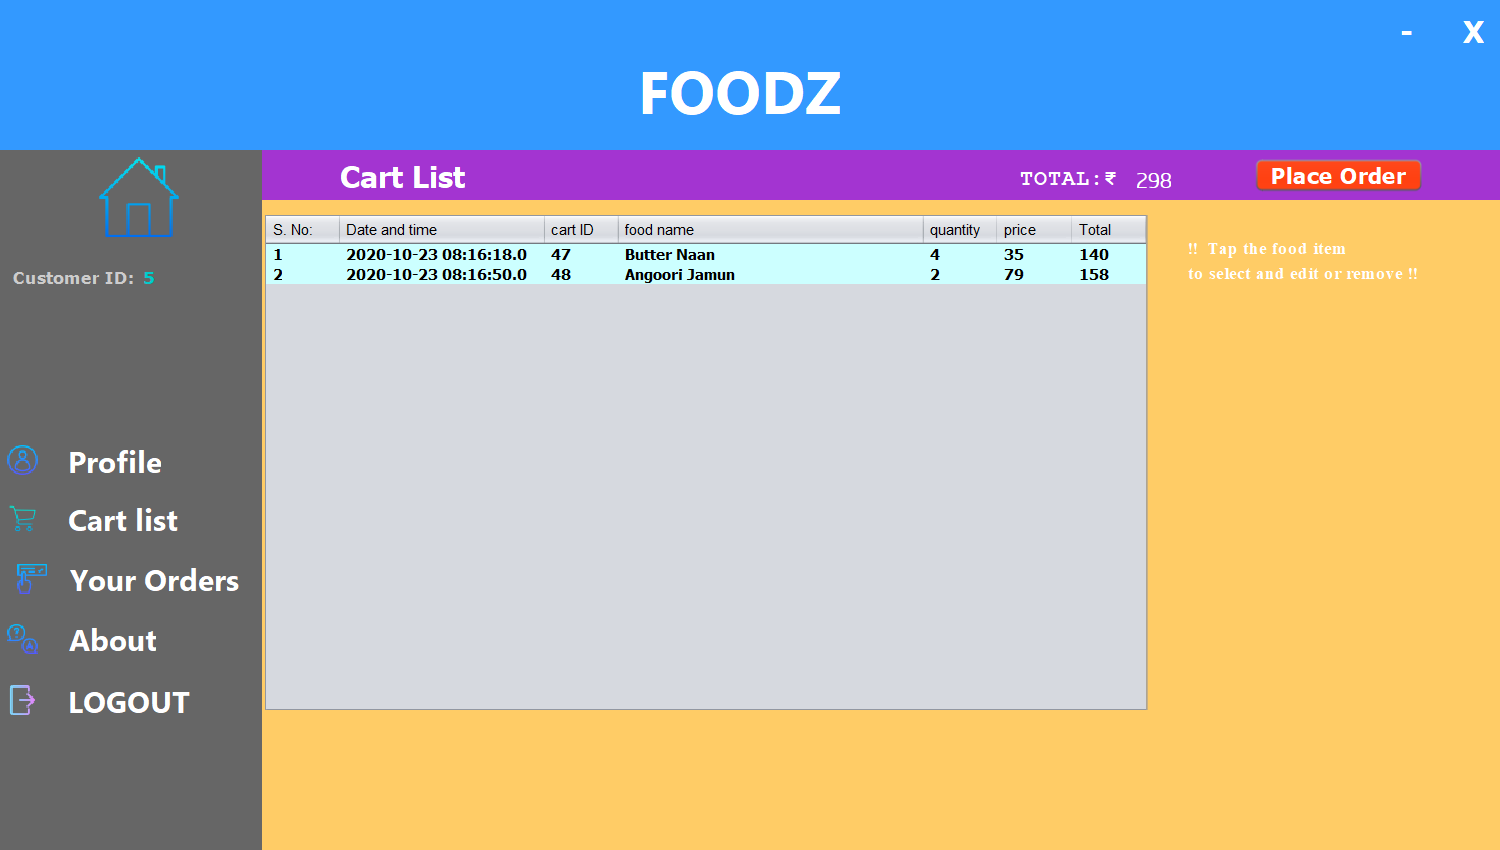 - X
FOODZ
Cart List TOTAL:₹ 298 Place Order
S. No: Date and time cart ID food name quantity price Total
1 2020-10-23 08:16:18.0 47 Butter Naan 4 35 140
2 2020-10-23 08:16:50.0 48 Angoori Jamun 2 79 158
!! Tap the food item
to select and edit or remove !!
Customer ID: 5
Profile
Cart list
Your Orders
About
LOGOUT